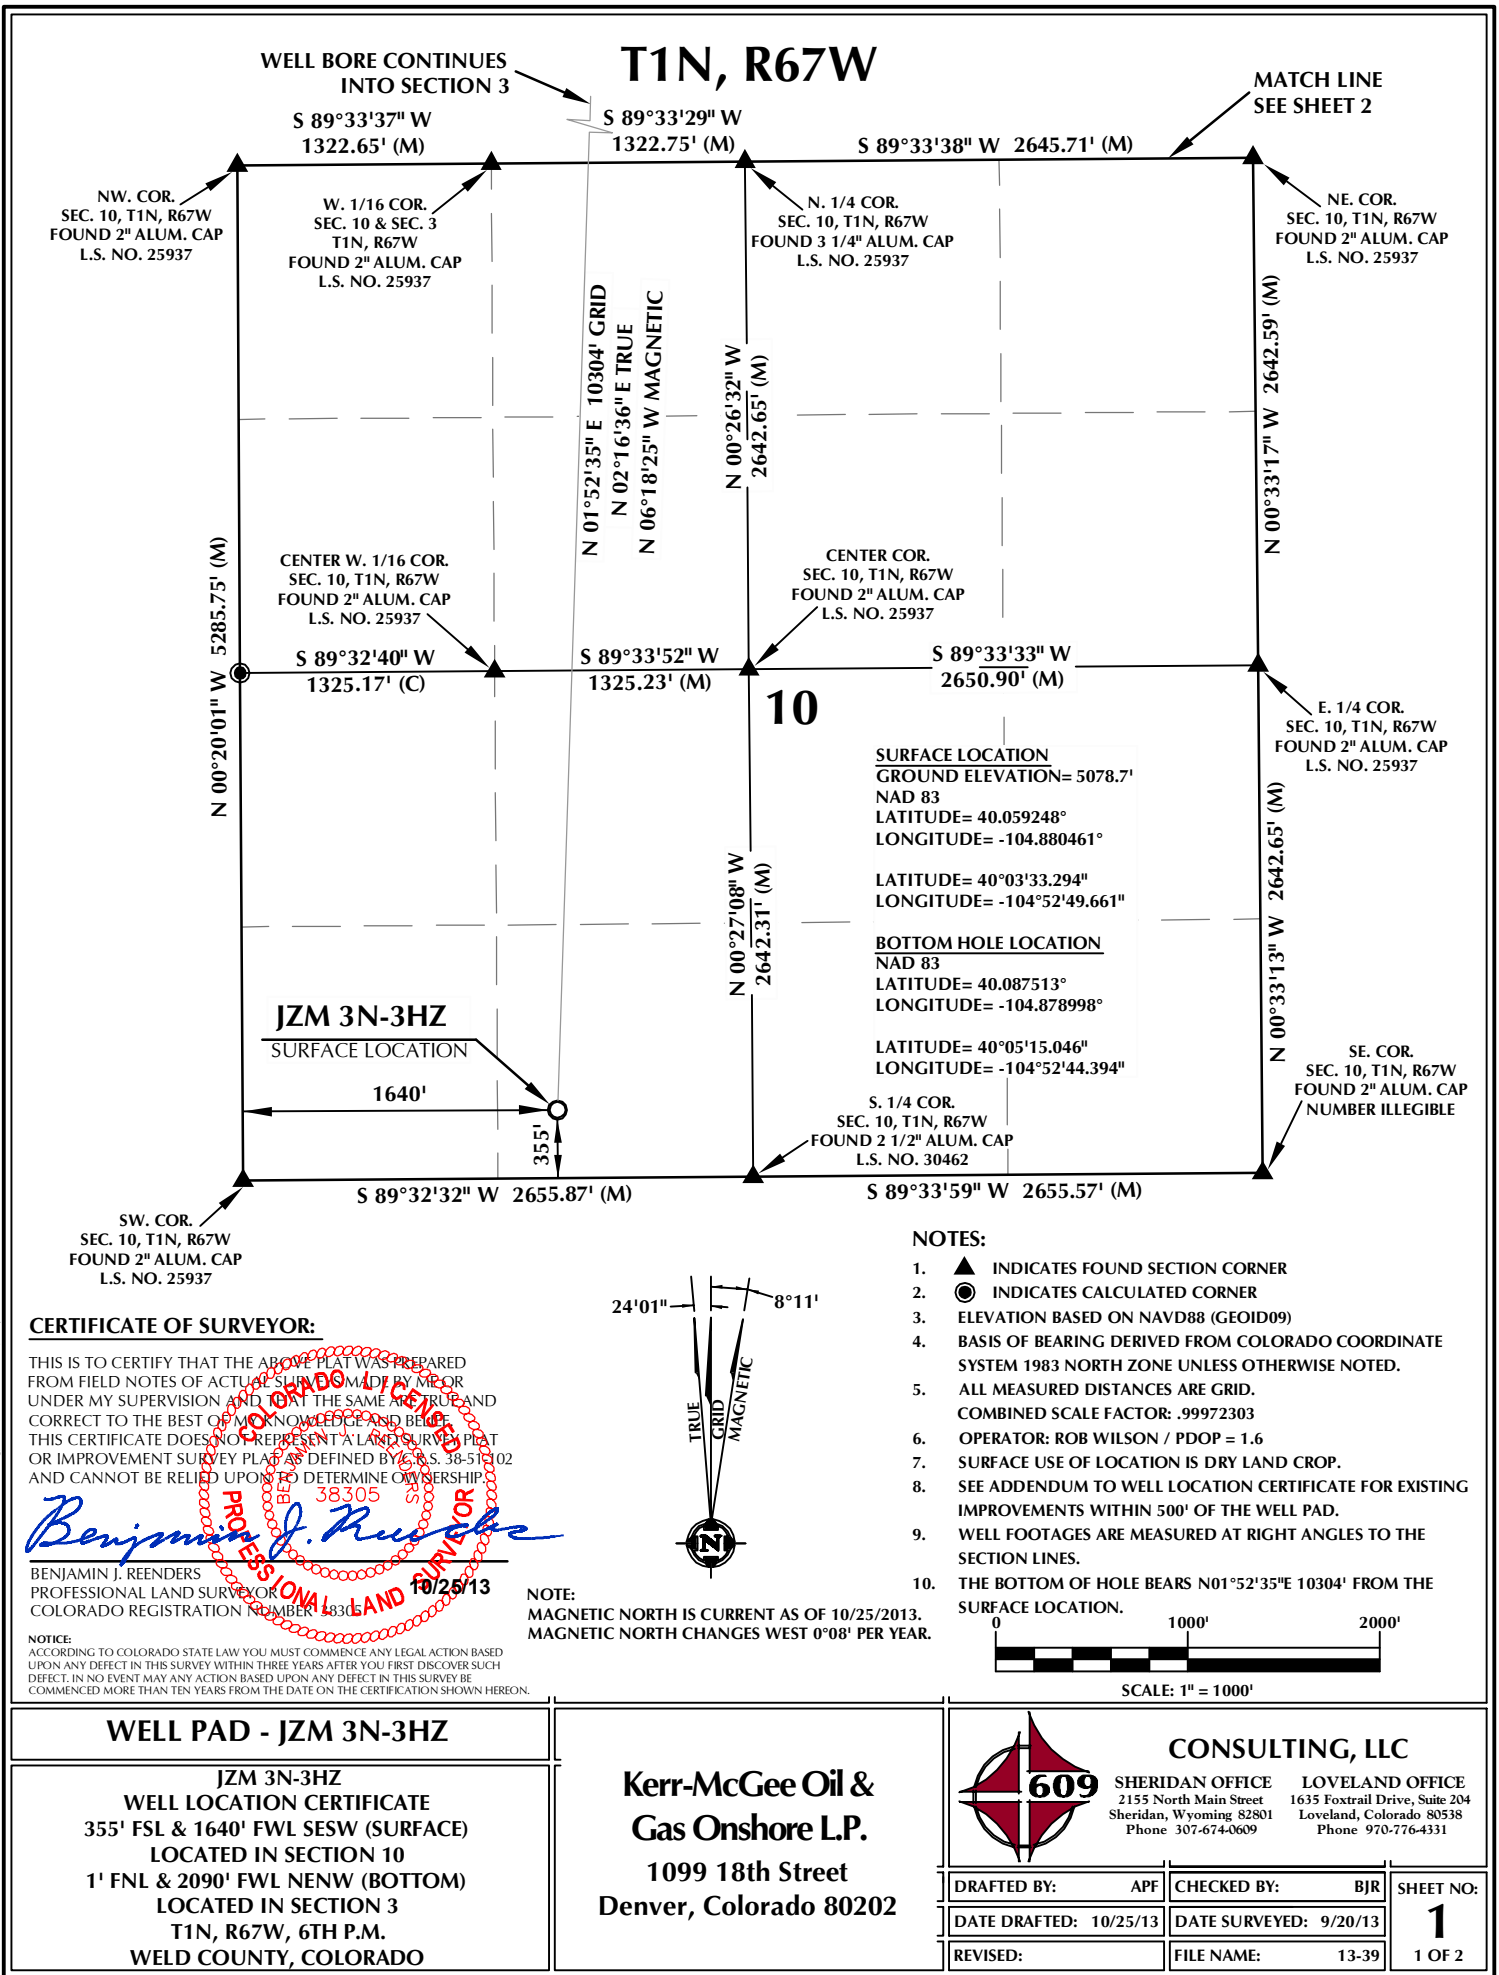 T1N, R67W
WELL BORE CONTINUES
INTO SECTION 3
MATCH LINE
SEE SHEET 2
S 89°33'37" W
1322.65' (M)
S 89°33'29" W
1322.75' (M)
S 89°33'38" W 2645.71' (M)
NW. COR.
SEC. 10, T1N, R67W
FOUND 2" ALUM. CAP
L.S. NO. 25937
W. 1/16 COR.
SEC. 10 & SEC. 3
T1N, R67W
FOUND 2" ALUM. CAP
L.S. NO. 25937
N. 1/4 COR.
SEC. 10, T1N, R67W
FOUND 3 1/4" ALUM. CAP
L.S. NO. 25937
NE. COR.
SEC. 10, T1N, R67W
FOUND 2" ALUM. CAP
L.S. NO. 25937
N 01°52'35" E 10304' GRID
N 02°16'36" E TRUE
N 06°18'25" W MAGNETIC
N 00°26'32" W
2642.65' (M)
N 00°33'17" W 2642.59' (M)
N 00°20'01" W 5285.75' (M)
CENTER W. 1/16 COR.
SEC. 10, T1N, R67W
FOUND 2" ALUM. CAP
L.S. NO. 25937
CENTER COR.
SEC. 10, T1N, R67W
FOUND 2" ALUM. CAP
L.S. NO. 25937
S 89°32'40" W
1325.17' (C)
S 89°33'52" W
1325.23' (M)
S 89°33'33" W
2650.90' (M)
10
E. 1/4 COR.
SEC. 10, T1N, R67W
FOUND 2" ALUM. CAP
L.S. NO. 25937
SURFACE LOCATION
GROUND ELEVATION= 5078.7'
NAD 83
LATITUDE= 40.059248°
LONGITUDE= -104.880461°
LATITUDE= 40°03'33.294"
LONGITUDE= -104°52'49.661"
BOTTOM HOLE LOCATION
NAD 83
LATITUDE= 40.087513°
LONGITUDE= -104.878998°
LATITUDE= 40°05'15.046"
LONGITUDE= -104°52'44.394"
N 00°27'08" W
2642.31' (M)
N 00°33'13" W 2642.65' (M)
JZM 3N-3HZ
SURFACE LOCATION
1640'
355'
S. 1/4 COR.
SEC. 10, T1N, R67W
FOUND 2 1/2" ALUM. CAP
L.S. NO. 30462
SE. COR.
SEC. 10, T1N, R67W
FOUND 2" ALUM. CAP
NUMBER ILLEGIBLE
S 89°32'32" W 2655.87' (M)
S 89°33'59" W 2655.57' (M)
SW. COR.
SEC. 10, T1N, R67W
FOUND 2" ALUM. CAP
L.S. NO. 25937
NOTES:
1. INDICATES FOUND SECTION CORNER
2. INDICATES CALCULATED CORNER
3. ELEVATION BASED ON NAVD88 (GEOID09)
4. BASIS OF BEARING DERIVED FROM COLORADO COORDINATE
SYSTEM 1983 NORTH ZONE UNLESS OTHERWISE NOTED.
5. ALL MEASURED DISTANCES ARE GRID.
COMBINED SCALE FACTOR: .99972303
6. OPERATOR: ROB WILSON / PDOP = 1.6
7. SURFACE USE OF LOCATION IS DRY LAND CROP.
8. SEE ADDENDUM TO WELL LOCATION CERTIFICATE FOR EXISTING
IMPROVEMENTS WITHIN 500' OF THE WELL PAD.
9. WELL FOOTAGES ARE MEASURED AT RIGHT ANGLES TO THE
SECTION LINES.
10. THE BOTTOM OF HOLE BEARS N01°52'35"E 10304' FROM THE
SURFACE LOCATION.
0 1000' 2000'
SCALE: 1" = 1000'
24'01"
8°11'
TRUE
GRID
MAGNETIC
N
NOTE:
MAGNETIC NORTH IS CURRENT AS OF 10/25/2013.
MAGNETIC NORTH CHANGES WEST 0°08' PER YEAR.
CERTIFICATE OF SURVEYOR:
THIS IS TO CERTIFY THAT THE ABOVE PLAT WAS PREPARED
FROM FIELD NOTES OF ACTUAL SURVEYS MADE BY ME OR
UNDER MY SUPERVISION AND THAT THE SAME ARE TRUE AND
CORRECT TO THE BEST OF MY KNOWLEDGE AND BELIEF.
THIS CERTIFICATE DOES NOT REPRESENT A LAND SURVEY PLAT
OR IMPROVEMENT SURVEY PLAT AS DEFINED BY C.R.S. 38-51-102
AND CANNOT BE RELIED UPON TO DETERMINE OWNERSHIP.
COLORADO LICENSED
PROFESSIONAL LAND SURVEYOR
BENJAMIN J. REENDERS
38305
Benjamin J. Reenders
10/25/13
BENJAMIN J. REENDERS
PROFESSIONAL LAND SURVEYOR
COLORADO REGISTRATION NUMBER 38305
NOTICE:
ACCORDING TO COLORADO STATE LAW YOU MUST COMMENCE ANY LEGAL ACTION BASED
UPON ANY DEFECT IN THIS SURVEY WITHIN THREE YEARS AFTER YOU FIRST DISCOVER SUCH
DEFECT. IN NO EVENT MAY ANY ACTION BASED UPON ANY DEFECT IN THIS SURVEY BE
COMMENCED MORE THAN TEN YEARS FROM THE DATE ON THE CERTIFICATION SHOWN HEREON.
WELL PAD - JZM 3N-3HZ
JZM 3N-3HZ
WELL LOCATION CERTIFICATE
355' FSL & 1640' FWL SESW (SURFACE)
LOCATED IN SECTION 10
1' FNL & 2090' FWL NENW (BOTTOM)
LOCATED IN SECTION 3
T1N, R67W, 6TH P.M.
WELD COUNTY, COLORADO
Kerr-McGee Oil &
Gas Onshore L.P.
1099 18th Street
Denver, Colorado 80202
609
CONSULTING, LLC
SHERIDAN OFFICE
2155 North Main Street
Sheridan, Wyoming 82801
Phone 307-674-0609
LOVELAND OFFICE
1635 Foxtrail Drive, Suite 204
Loveland, Colorado 80538
Phone 970-776-4331
DRAFTED BY: APF
CHECKED BY: BJR
DATE DRAFTED: 10/25/13
DATE SURVEYED: 9/20/13
REVISED:
FILE NAME: 13-39
SHEET NO:
1
1 OF 2